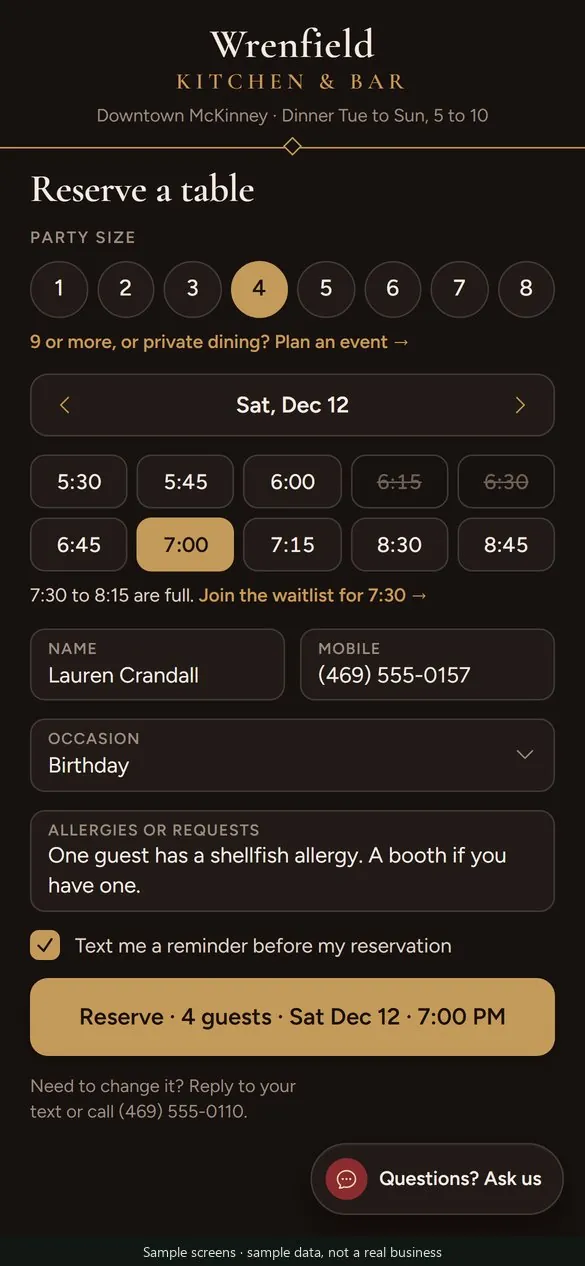 Wrenfield
KITCHEN & BAR
Downtown McKinney · Dinner Tue to Sun, 5 to 10
Reserve a table
PARTY SIZE
1 2 3 4 5 6 7 8
9 or more, or private dining? Plan an event →
Sat, Dec 12
5:30 5:45 6:00 6:15 6:30
6:45 7:00 7:15 8:30 8:45
7:30 to 8:15 are full. Join the waitlist for 7:30 →
NAME MOBILE
Lauren Crandall (469) 555-0157
OCCASION
Birthday
ALLERGIES OR REQUESTS
One guest has a shellfish allergy. A booth if you
have one.
Text me a reminder before my reservation
Reserve · 4 guests · Sat Dec 12 · 7:00 PM
Need to change it? Reply to your
text or call (469) 555-0110.
Questions? Ask us
Sample screens · sample data, not a real business